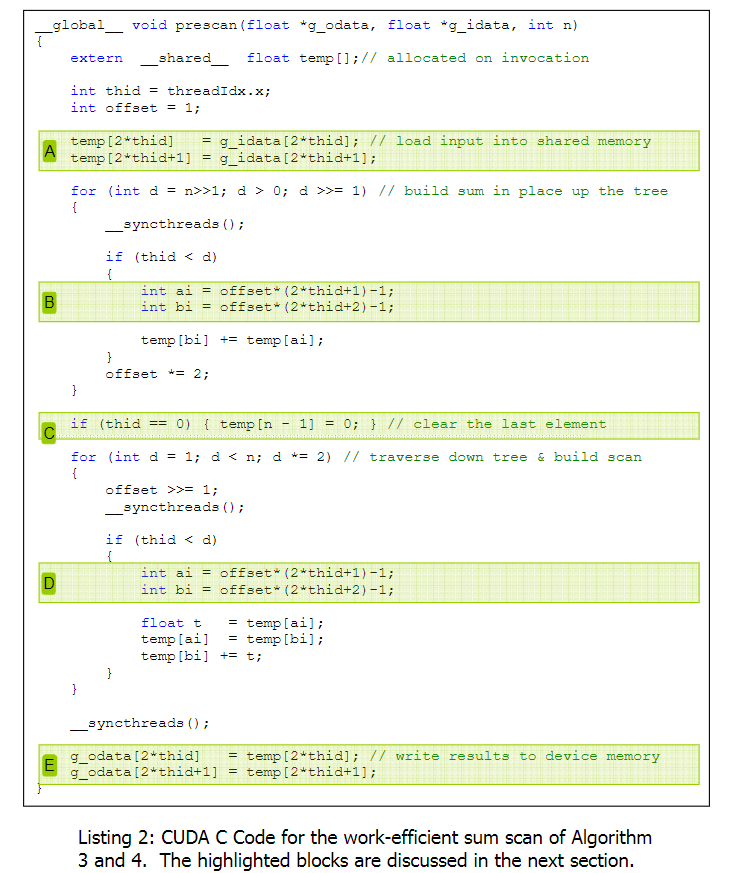 __global__ void prescan(float *g_odata, float *g_idata, int n)
{
extern __shared__ float temp[];// allocated on invocation
int thid = threadIdx.x;
int offset = 1;
A
temp[2*thid] = g_idata[2*thid]; // load input into shared memory
temp[2*thid+1] = g_idata[2*thid+1];
for (int d = n>>1; d > 0; d >>= 1) // build sum in place up the tree
{
__syncthreads();
if (thid < d)
{
B
int ai = offset*(2*thid+1)-1;
int bi = offset*(2*thid+2)-1;
temp[bi] += temp[ai];
}
offset *= 2;
}
C
if (thid == 0) { temp[n - 1] = 0; } // clear the last element
for (int d = 1; d < n; d *= 2) // traverse down tree & build scan
{
offset >>= 1;
__syncthreads();
if (thid < d)
{
D
int ai = offset*(2*thid+1)-1;
int bi = offset*(2*thid+2)-1;
float t = temp[ai];
temp[ai] = temp[bi];
temp[bi] += t;
}
}
__syncthreads();
E
g_odata[2*thid] = temp[2*thid]; // write results to device memory
g_odata[2*thid+1] = temp[2*thid+1];
}
Listing 2: CUDA C Code for the work-efficient sum scan of Algorithm
3 and 4. The highlighted blocks are discussed in the next section.